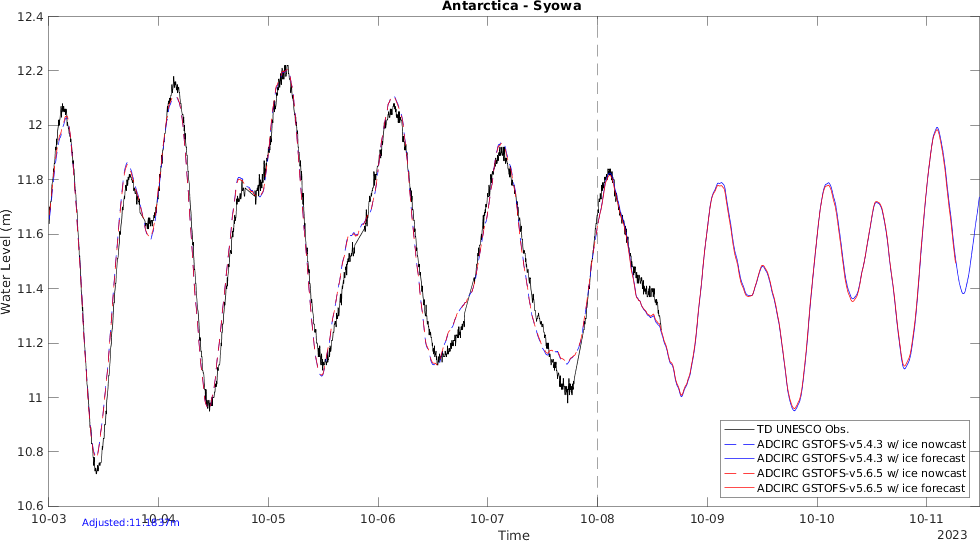 Antarctica - Syowa
12.4
12.2
12
11.8
11.6
11.4
11.2
11
10.8
10.6
Water Level (m)
TD UNESCO Obs.
ADCIRC GSTOFS-v5.4.3 w/ ice nowcast
ADCIRC GSTOFS-v5.4.3 w/ ice forecast
ADCIRC GSTOFS-v5.6.5 w/ ice nowcast
ADCIRC GSTOFS-v5.6.5 w/ ice forecast
10-03 10-04 10-05 10-06 10-07 10-08 10-09 10-10 10-11
Time
2023